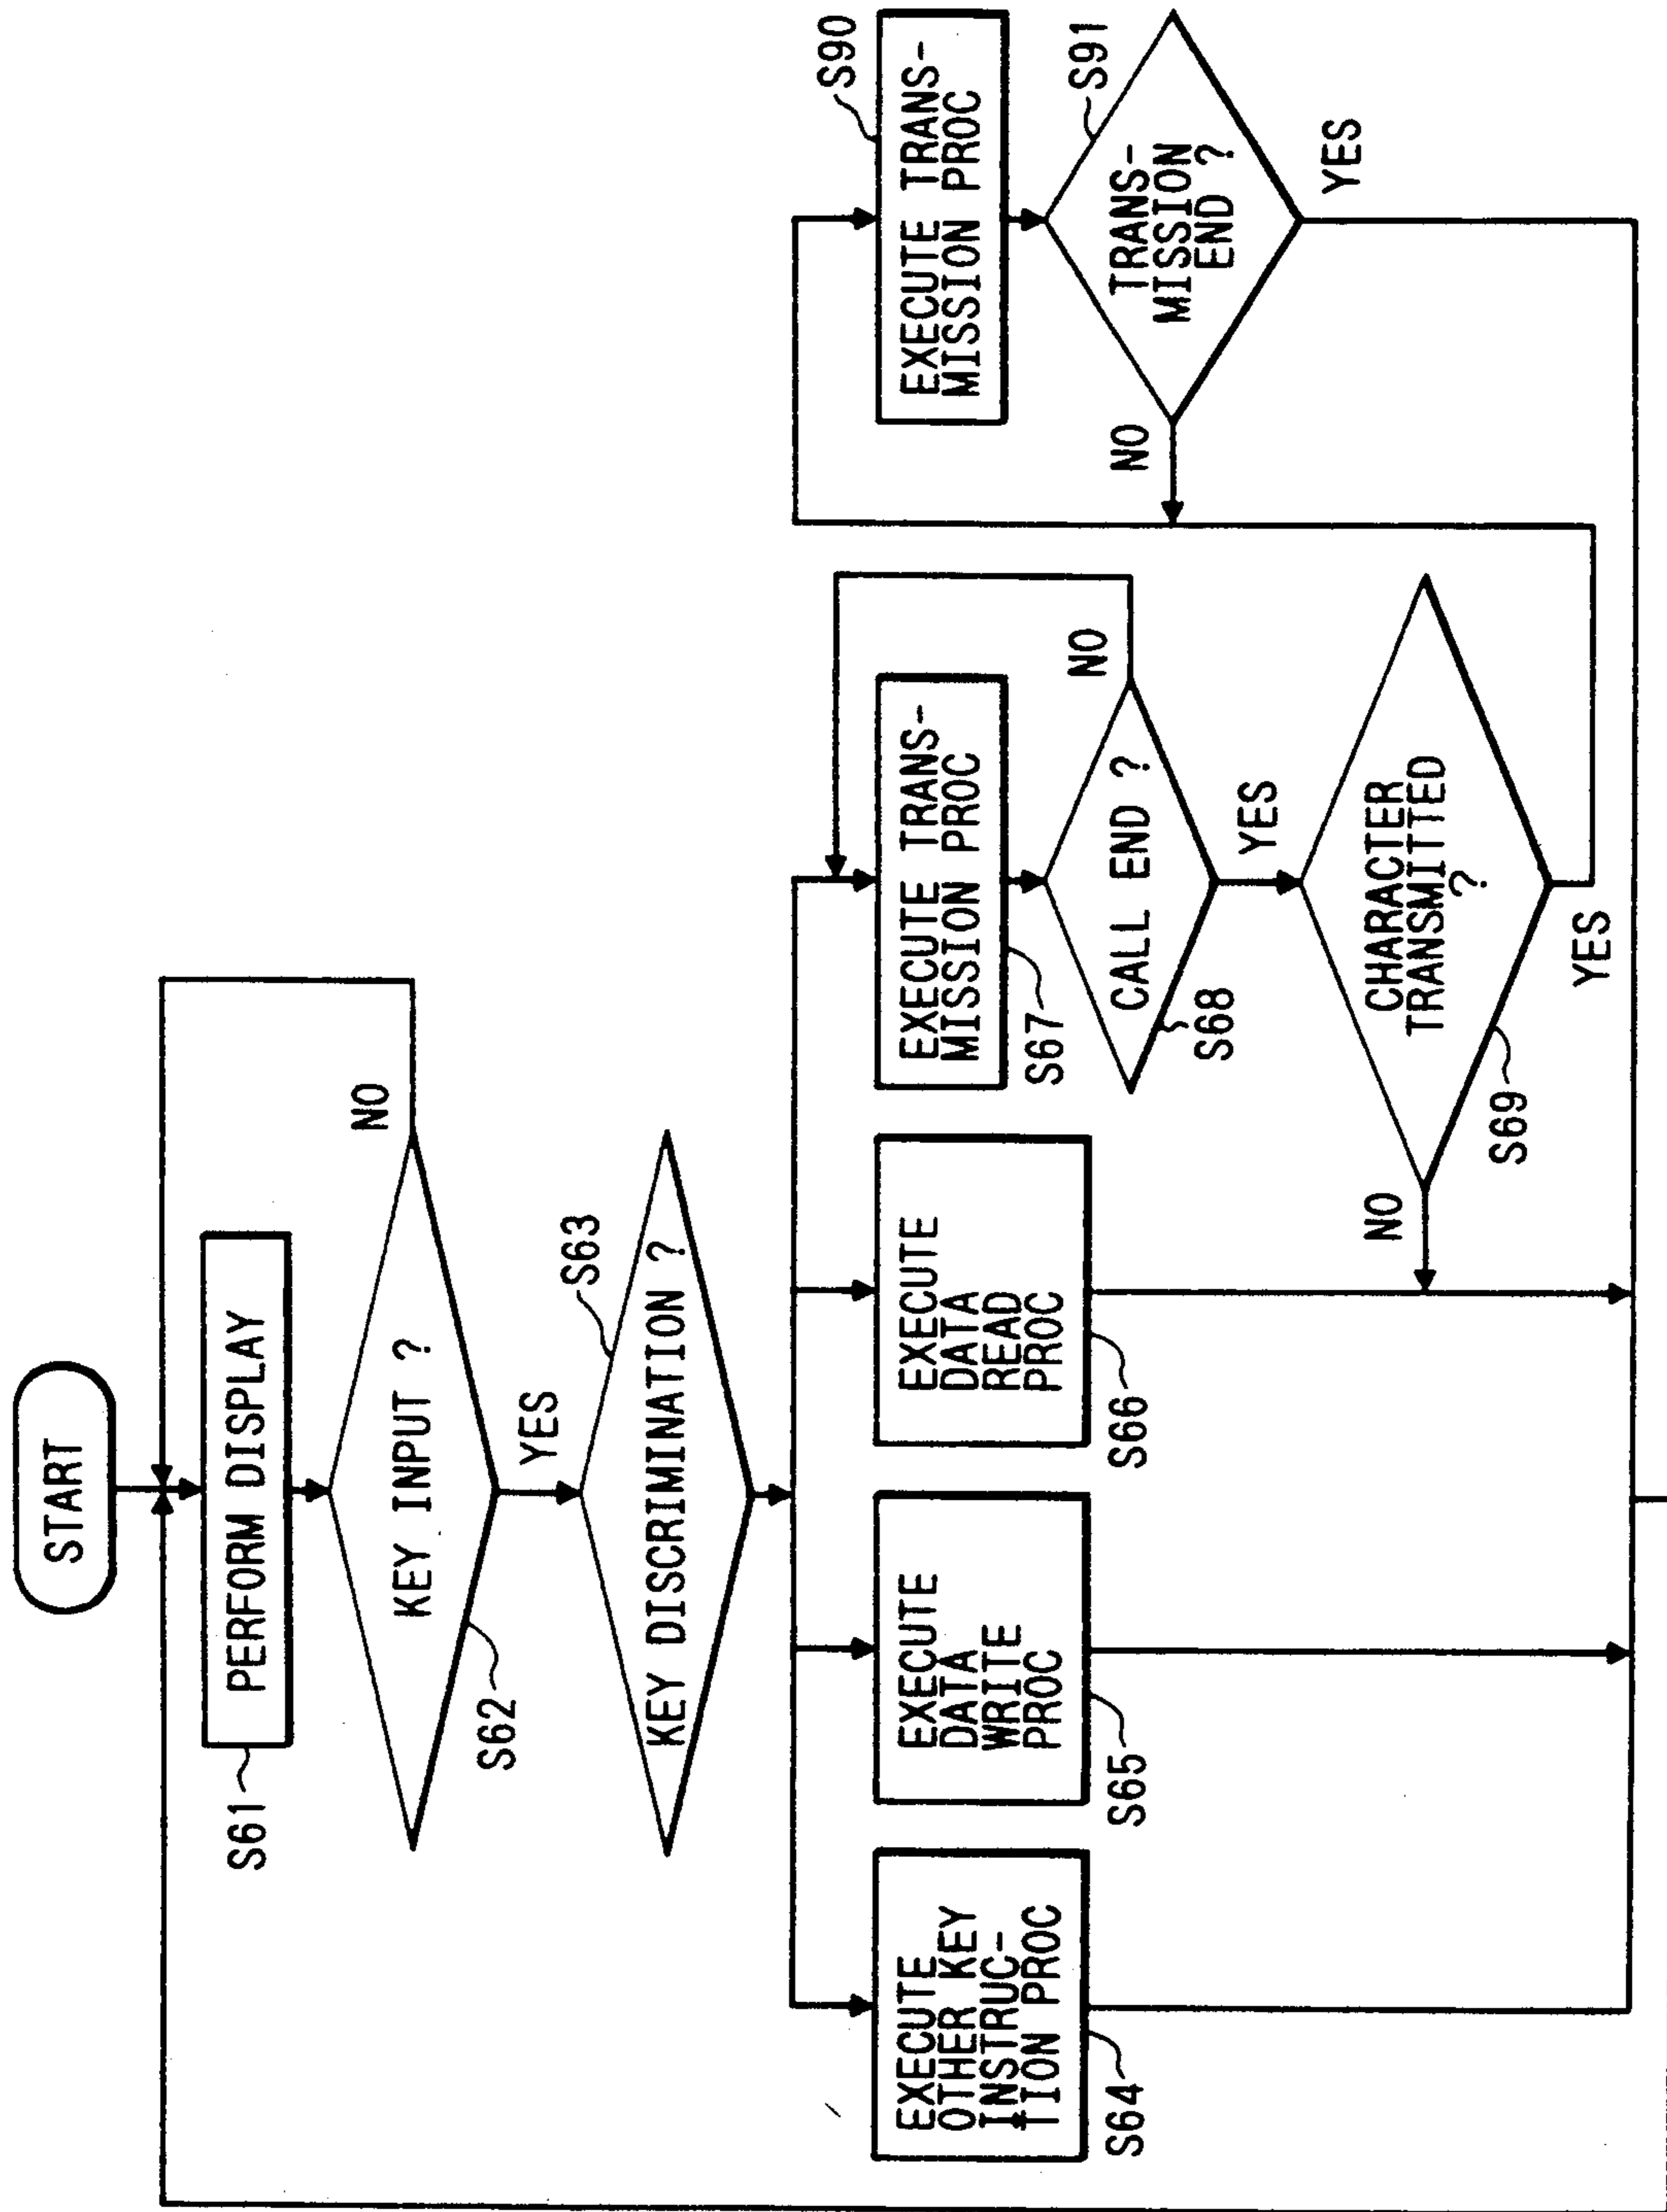 START
S61
PERFORM DISPLAY
KEY INPUT ?
NO
S62
YES
S63
KEY DISCRIMINATION ?
EXECUTE
OTHER KEY
INSTRUC-
TION PROC
S64
EXECUTE
DATA
WRITE
PROC
S65
EXECUTE
DATA
READ
PROC
S66
EXECUTE TRANS-
MISSION PROC
S67
CALL END ?
NO
S68
YES
CHARACTER
TRANSMITTED
?
NO
S69
YES
S90
EXECUTE TRANS-
MISSION PROC
S91
TRANS-
MISSION
END ?
NO
YES